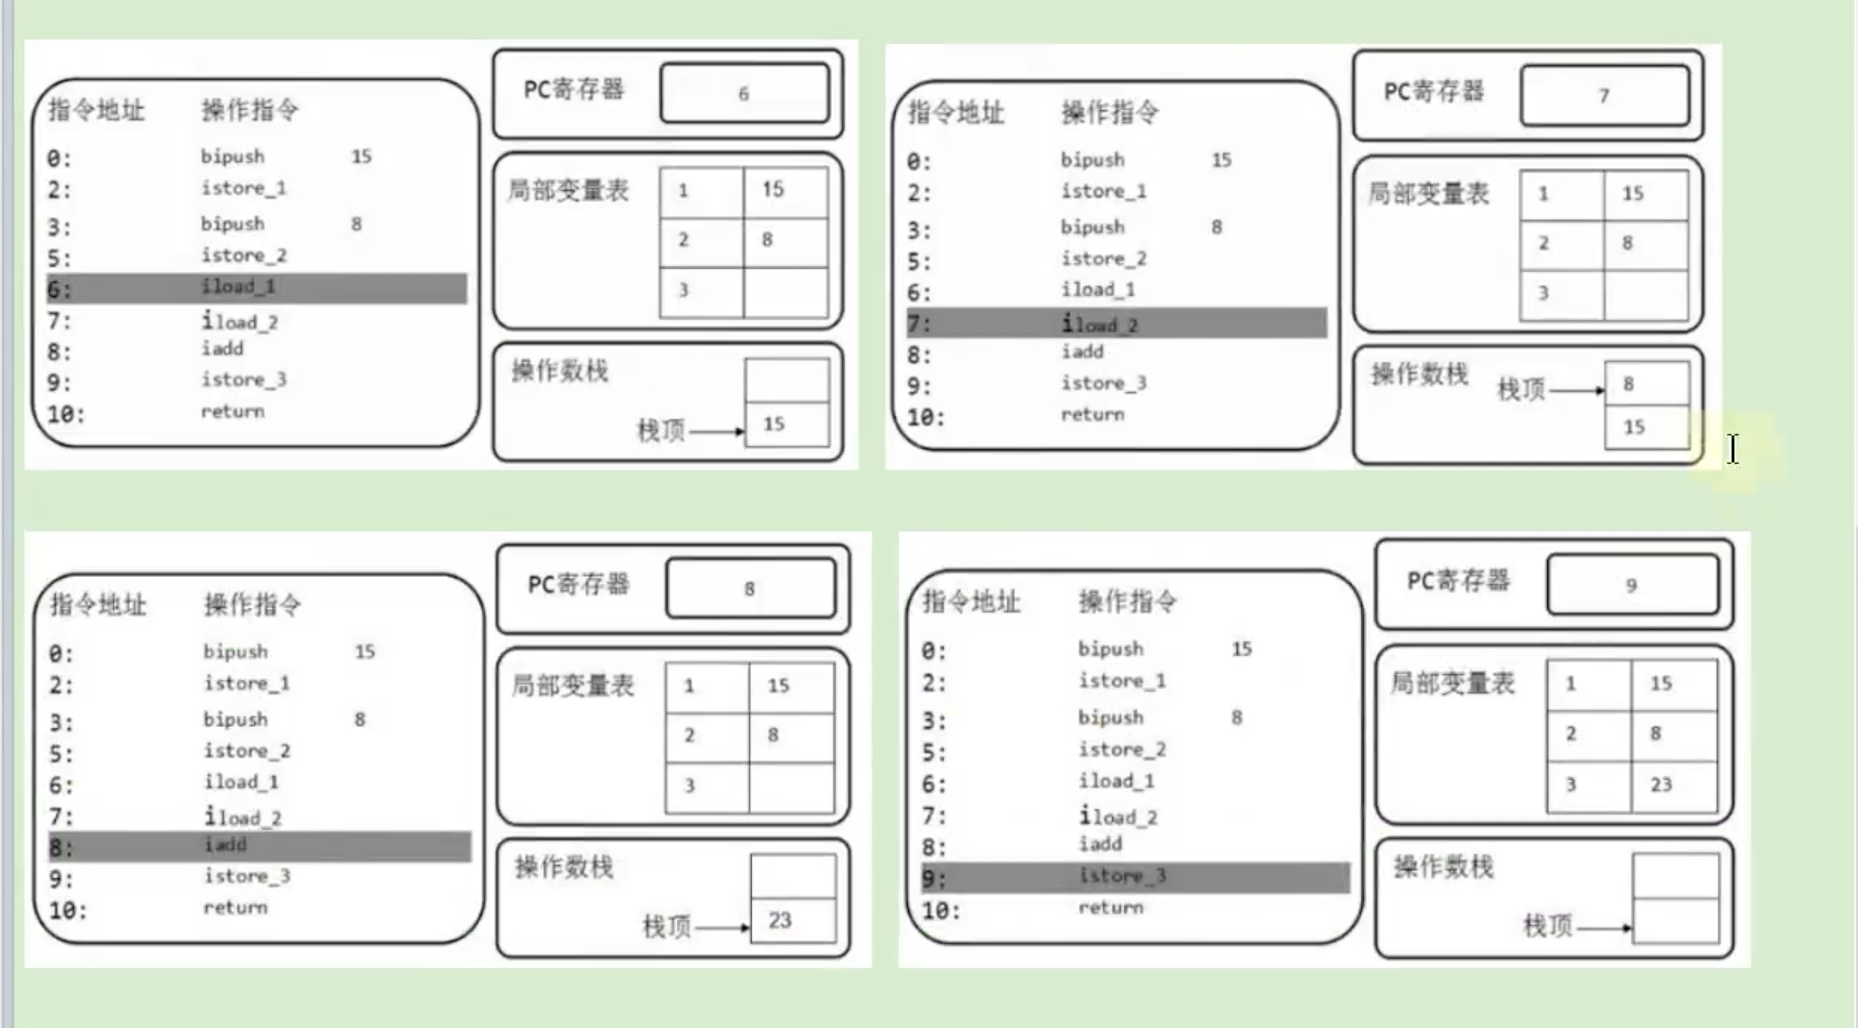 指令地址 操作指令
0: bipush 15
2: istore_1
3: bipush 8
5: istore_2
6: iload_1
7: iload_2
8: iadd
9: istore_3
10: return
PC寄存器 6
局部变量表
1 15
2 8
3
操作数栈
栈顶 15
指令地址 操作指令
0: bipush 15
2: istore_1
3: bipush 8
5: istore_2
6: iload_1
7: iload_2
8: iadd
9: istore_3
10: return
PC寄存器 7
局部变量表
1 15
2 8
3
操作数栈 栈顶 8
15
指令地址 操作指令
0: bipush 15
2: istore_1
3: bipush 8
5: istore_2
6: iload_1
7: iload_2
8: iadd
9: istore_3
10: return
PC寄存器 8
局部变量表
1 15
2 8
3
操作数栈
栈顶 23
指令地址 操作指令
0: bipush 15
2: istore_1
3: bipush 8
5: istore_2
6: iload_1
7: iload_2
8: iadd
9: istore_3
10: return
PC寄存器 9
局部变量表
1 15
2 8
3 23
操作数栈
栈顶